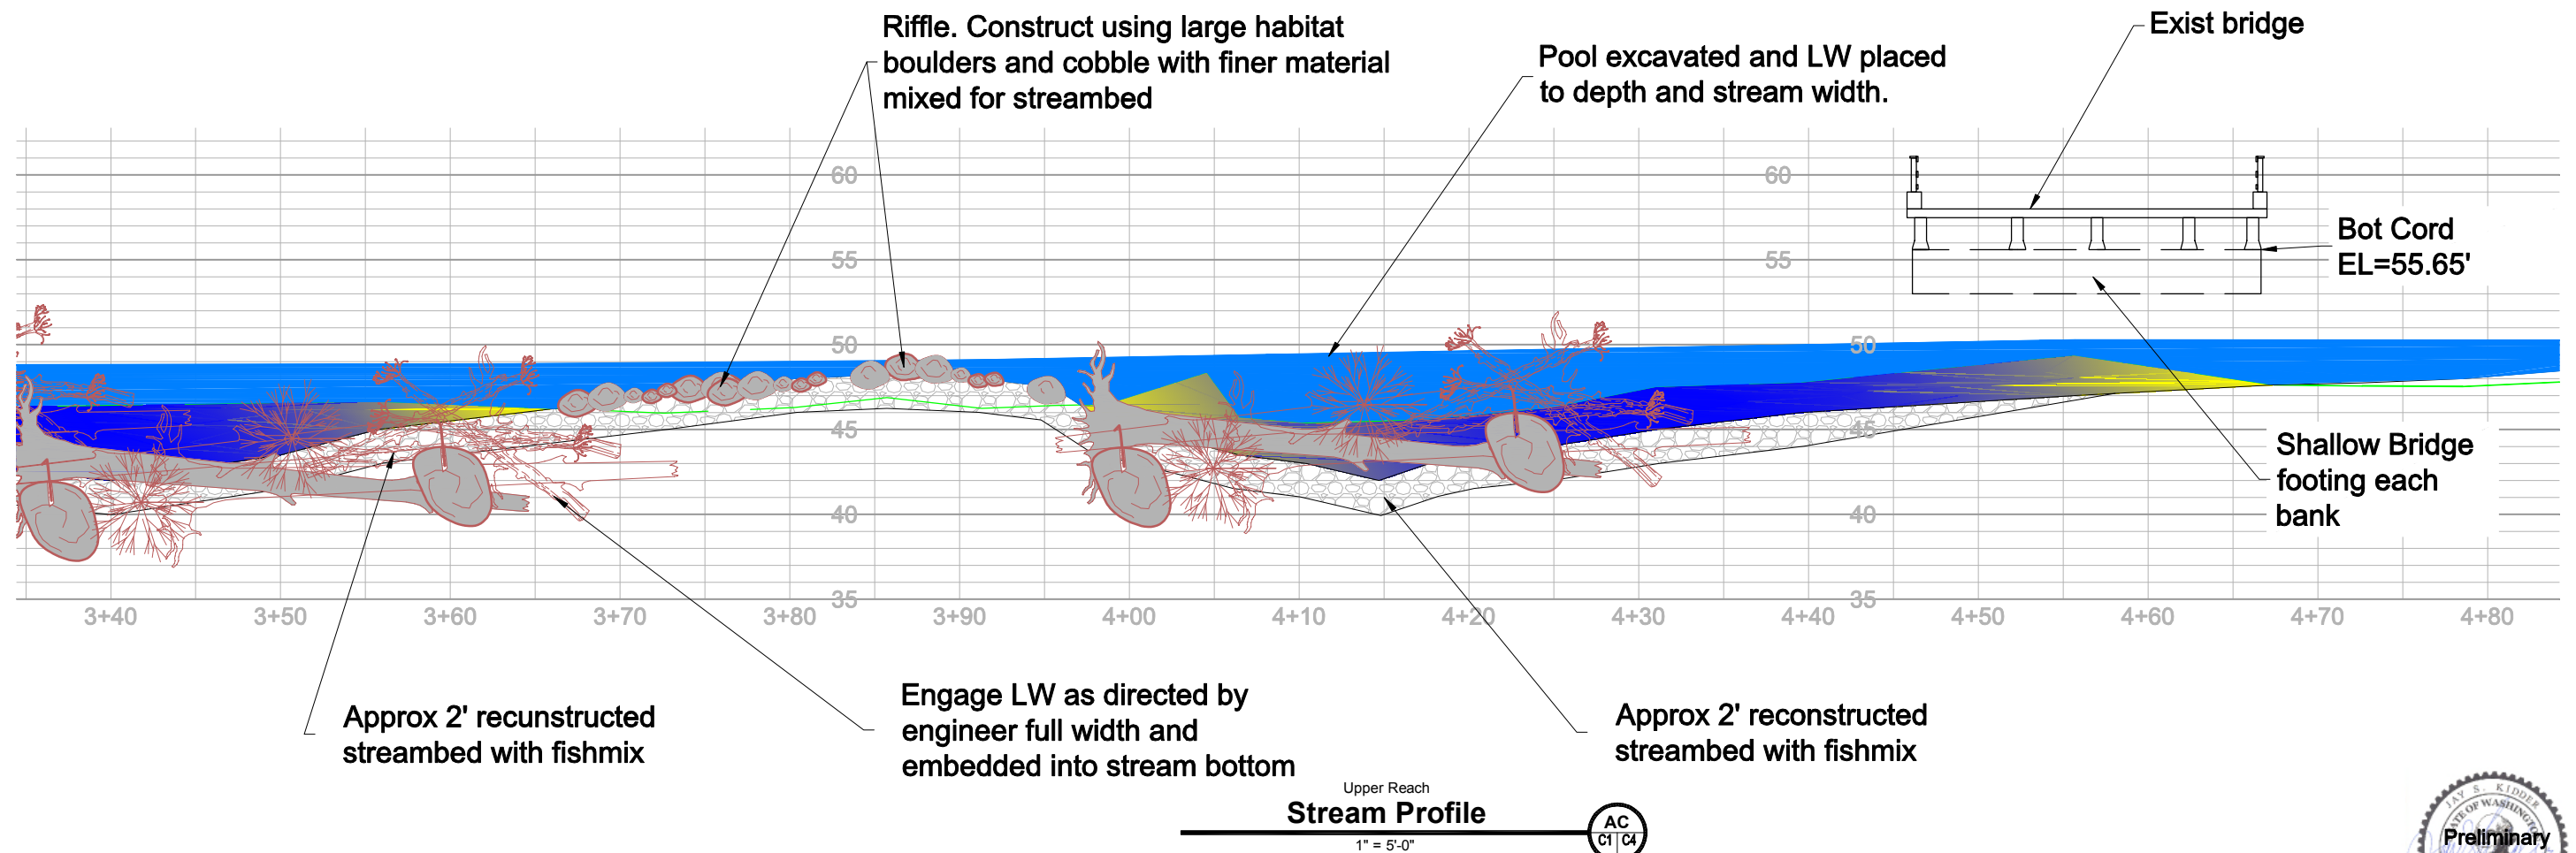 Riffle. Construct using large habitat
boulders and cobble with finer material
mixed for streambed
Pool excavated and LW placed
to depth and stream width.
Exist bridge
60
60
Bot Cord
EL=55.65'
55
55
50
50
45
45
Shallow Bridge
footing each
bank
40
40
35
35
3+40
3+50
3+60
3+70
3+80
3+90
4+00
4+10
4+20
4+30
4+40
4+50
4+60
4+70
4+80
Approx 2' recunstructed
streambed with fishmix
Engage LW as directed by
engineer full width and
embedded into stream bottom
Approx 2' reconstructed
streambed with fishmix
Upper Reach
Stream Profile
1" = 5'-0"
AC
C1 C4
JAY S. KIDDER
STATE OF WASHINGTON
Preliminary